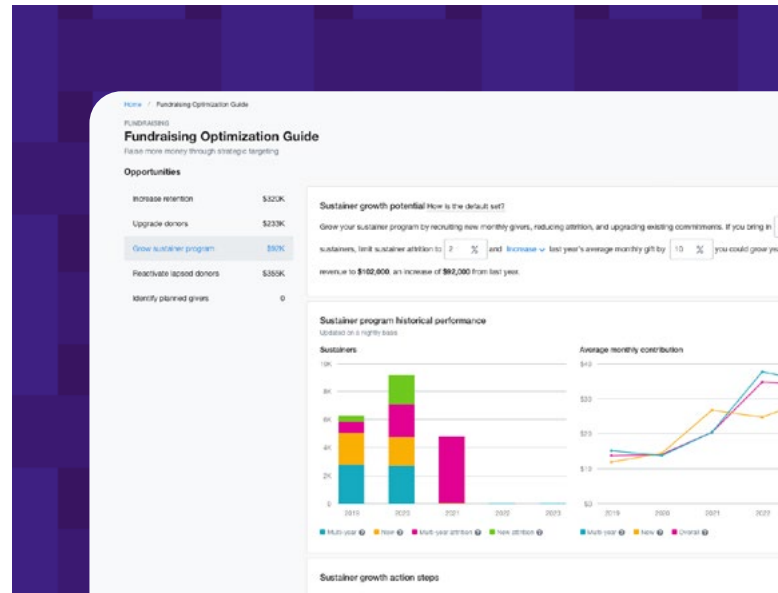 Home / Fundraising Optimization Guide
FUNDRAISING
Fundraising Optimization Guide
Raise more money through strategic targeting
Opportunities
Increase retention $320K
Upgrade donors $233K
Grow sustainer program $92K
Reactivate lapsed donors $355K
Identify planned givers 0
Sustainer growth potential How is the default set?
Grow your sustainer program by recruiting new monthly givers, reducing attrition, and upgrading existing commitments. If you bring in
sustainers, limit sustainer attrition to 2 % and Increase last year's average monthly gift by 10 % you could grow
revenue to $102,000, an increase of $92,000 from last year.
Sustainer program historical performance
Updated on a nightly basis
Sustainers
10K
8K
6K
4K
2K
0
2019 2020 2021 2022 2023
Multi-year New Multi-year attrition New attrition
Average monthly contribution
$40
$30
$20
$10
$0
2019 2020 2021 2022
Multi-year New Overall
Sustainer growth action steps